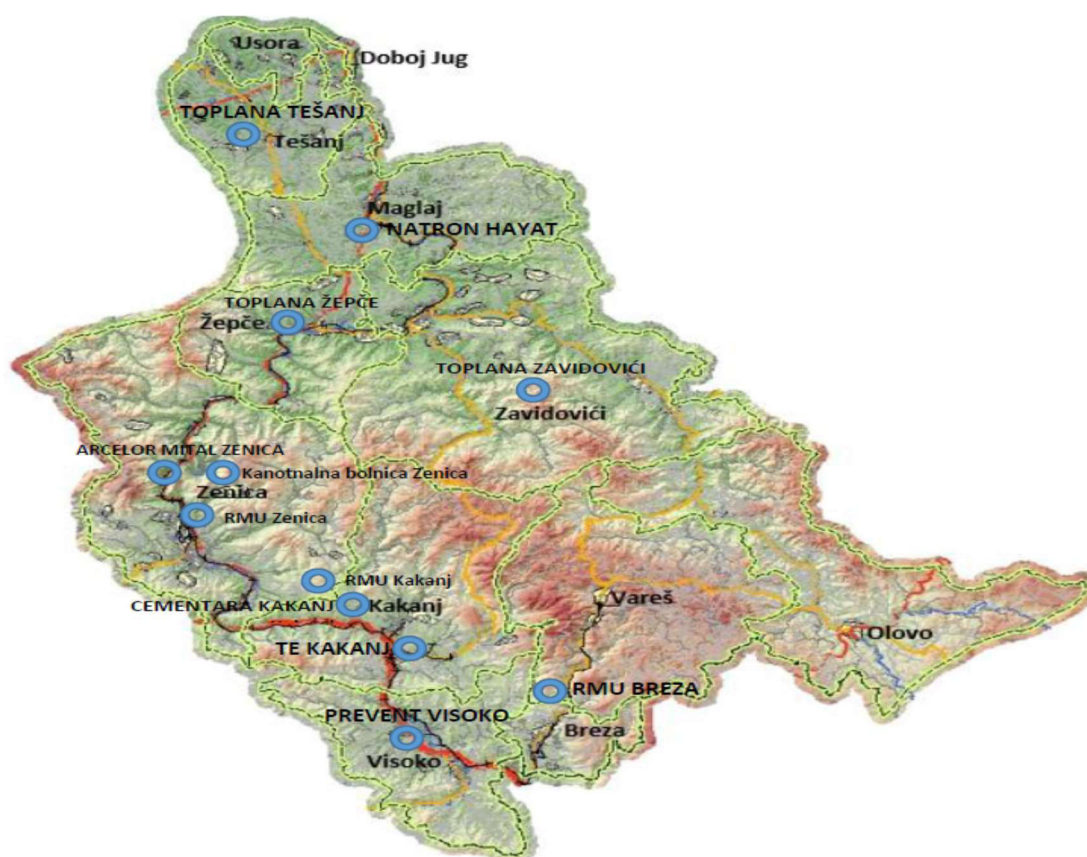 Usora
Doboj Jug
TOPLANA TEŠANJ
Tešanj
Maglaj
NATRON HAYAT
TOPLANA ŽEPČE
Žepče
TOPLANA ZAVIDOVIĆI
Zavidovići
ARCELOR MITAL ZENICA
Kanotnalna bolnica Zenica
Zenica
RMU Zenica
RMU Kakanj
CEMENTARA KAKANJ
Kakanj
Vareš
Olovo
TE KAKANJ
RMU BREZA
PREVENT VISOKO
Breza
Visoko